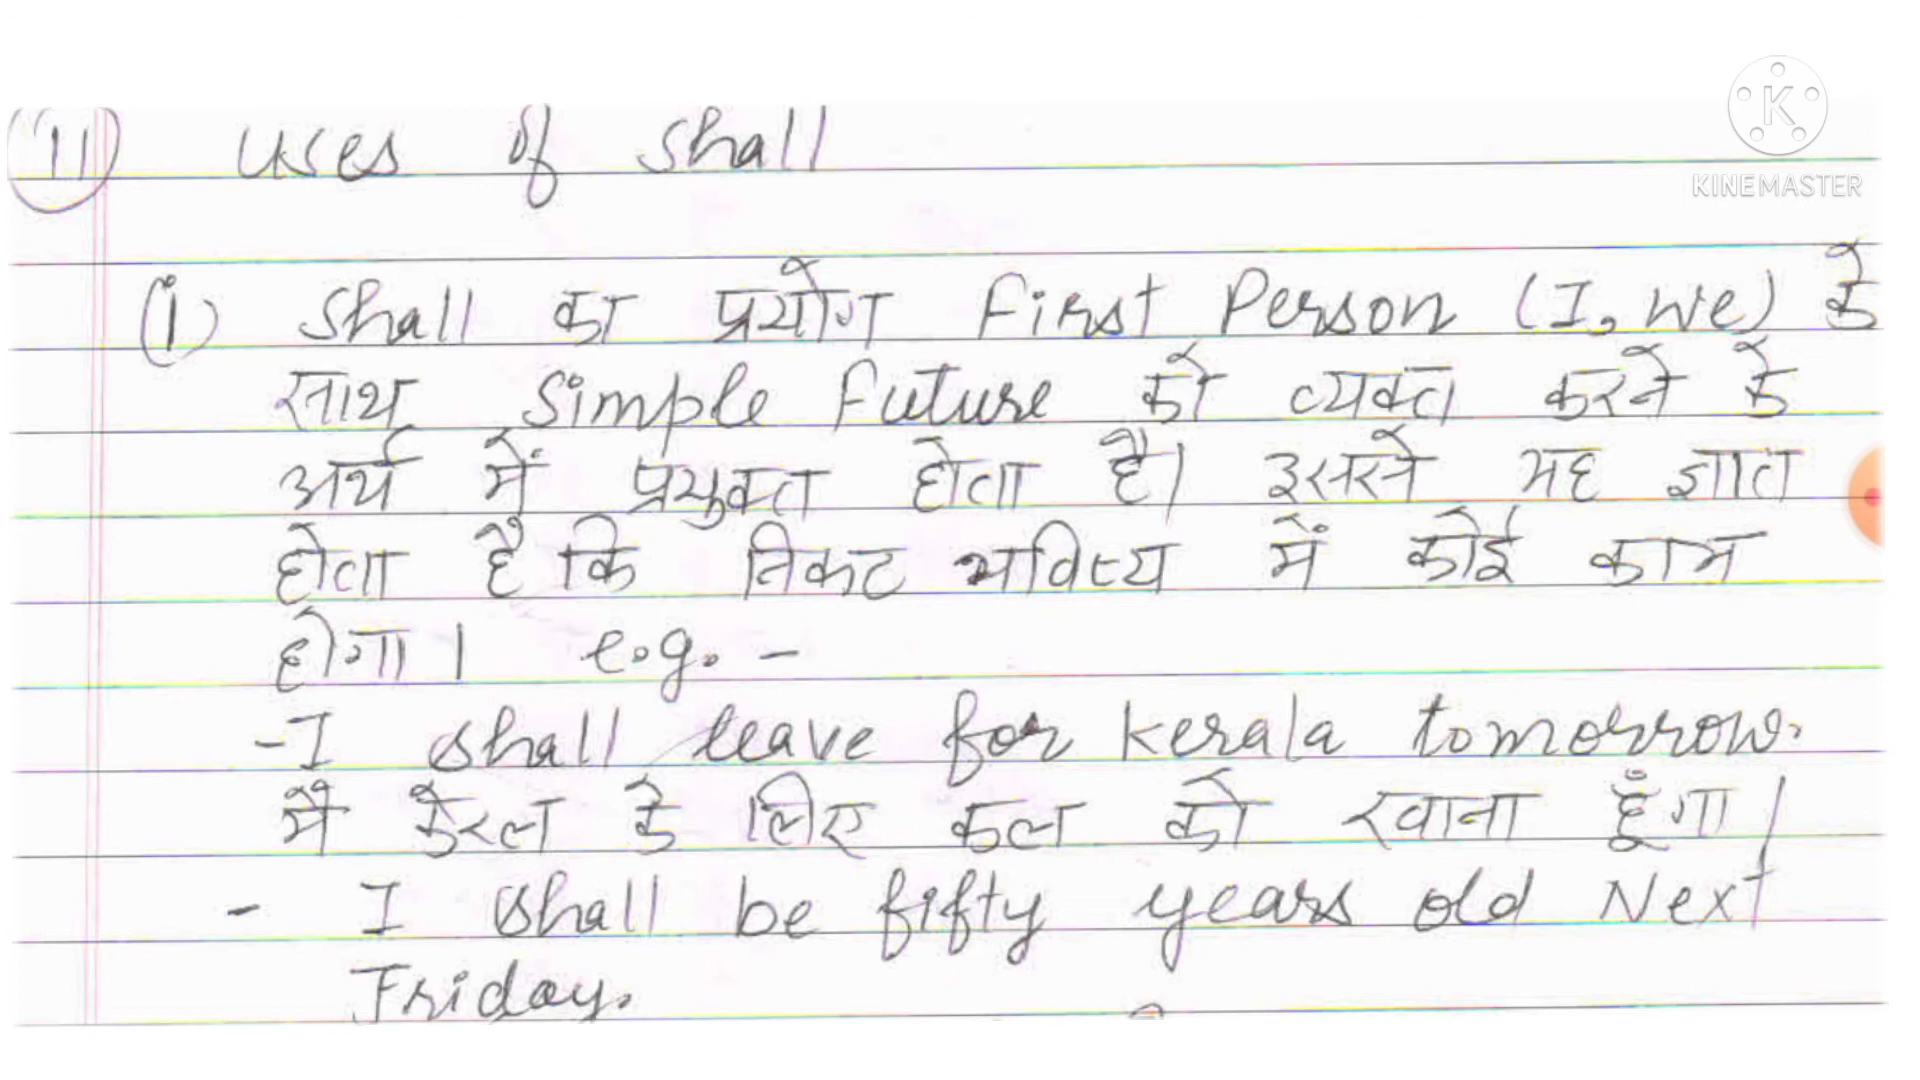 (11) Uses of Shall
KINEMASTER
(i) Shall का प्रयोग First Person (I, We) के
साथ Simple Future को व्यक्त करने के
अर्थ में प्रयुक्त होता है। इससे यह ज्ञात
होता है कि निकट भविष्य में कोई काम
होगा। e.g. -
- I shall leave for Kerala tomorrow.
मैं केरल के लिए कल को रवाना हूँगा।
- I shall be fifty years old Next
Friday.